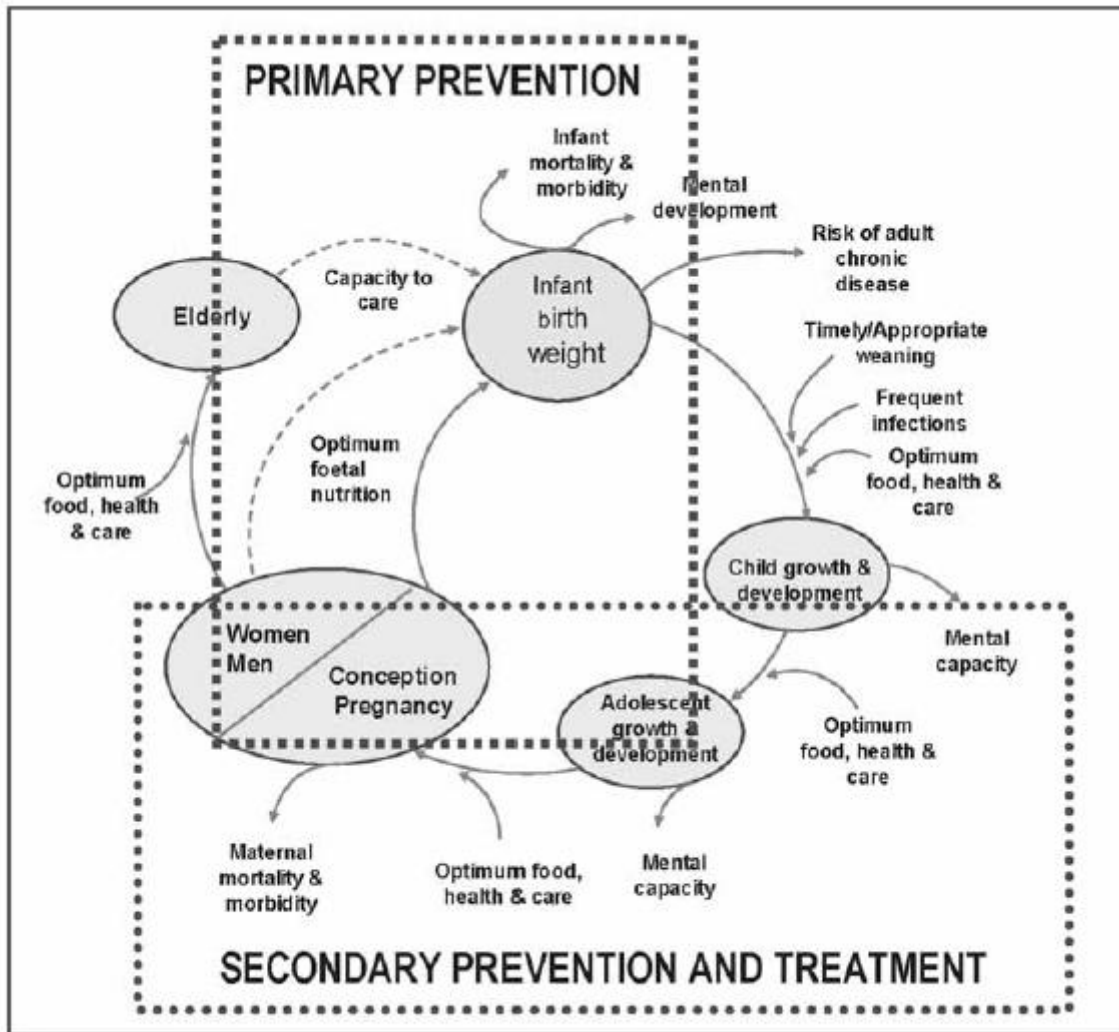 PRIMARY PREVENTION
Infant
mortality &
morbidity
Mental
development
Risk of adult
chronic
disease
Capacity to
care
Elderly
Infant
birth
weight
Timely/Appropriate
weaning
Frequent
infections
Optimum
food, health &
care
Optimum
foetal
nutrition
Optimum
food, health
& care
Child growth &
development
Women
Men
Conception
Pregnancy
Mental
capacity
Adolescent
growth &
development
Optimum
food, health &
care
Maternal
mortality &
morbidity
Optimum food,
health & care
Mental
capacity
SECONDARY PREVENTION AND TREATMENT